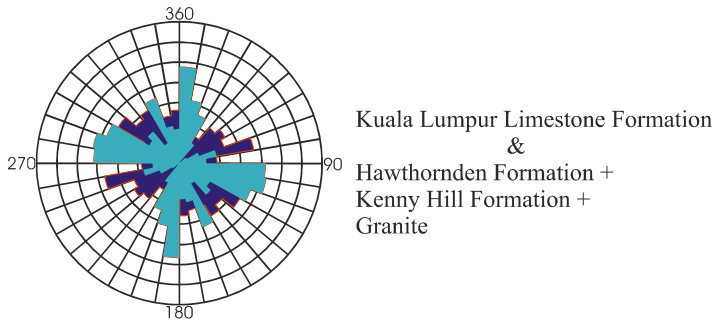 360
270
90
180
Kuala Lumpur Limestone Formation
&
Hawthornden Formation +
Kenny Hill Formation +
Granite